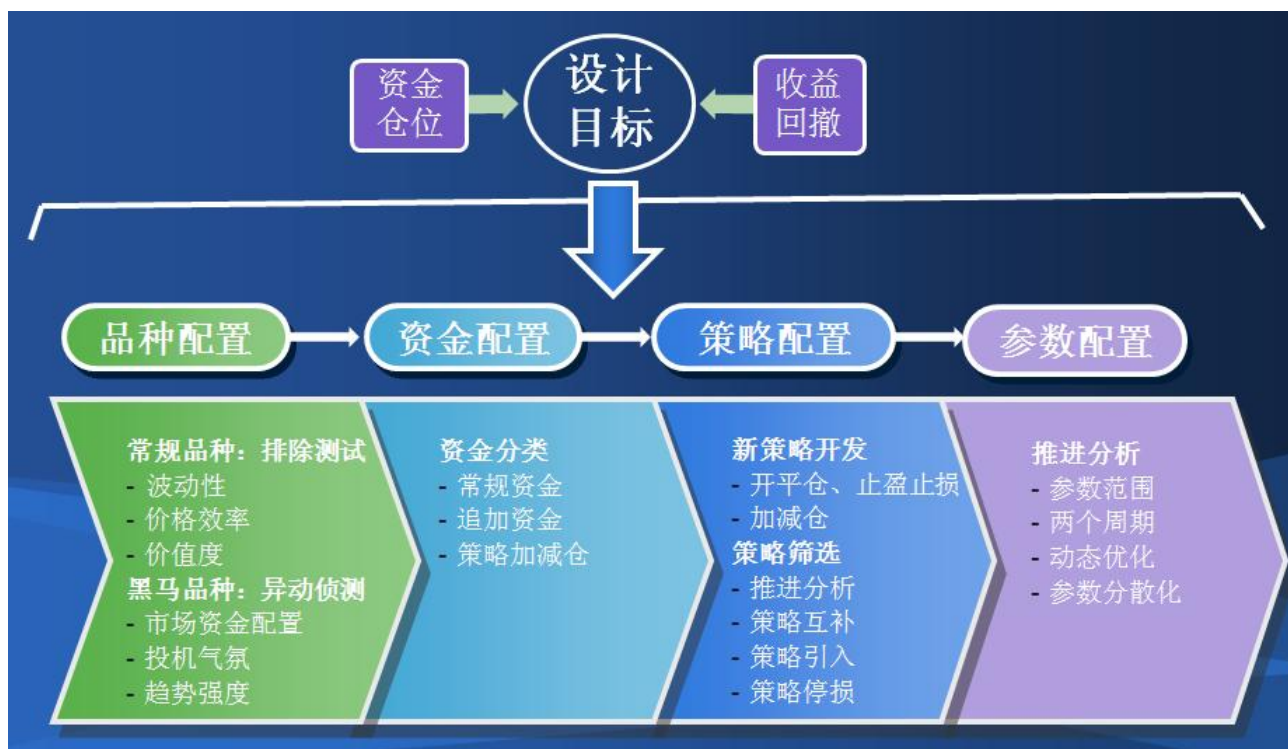 资金
仓位
设计
目标
收益
回撤
品种配置
资金配置
策略配置
参数配置
常规品种：排除测试
- 波动性
- 价格效率
- 价值度
黑马品种：异动侦测
- 市场资金配置
- 投机气氛
- 趋势强度
资金分类
- 常规资金
- 追加资金
- 策略加减仓
新策略开发
- 开平仓、止盈止损
- 加减仓
策略筛选
- 推进分析
- 策略互补
- 策略引入
- 策略停损
推进分析
- 参数范围
- 两个周期
- 动态优化
- 参数分散化